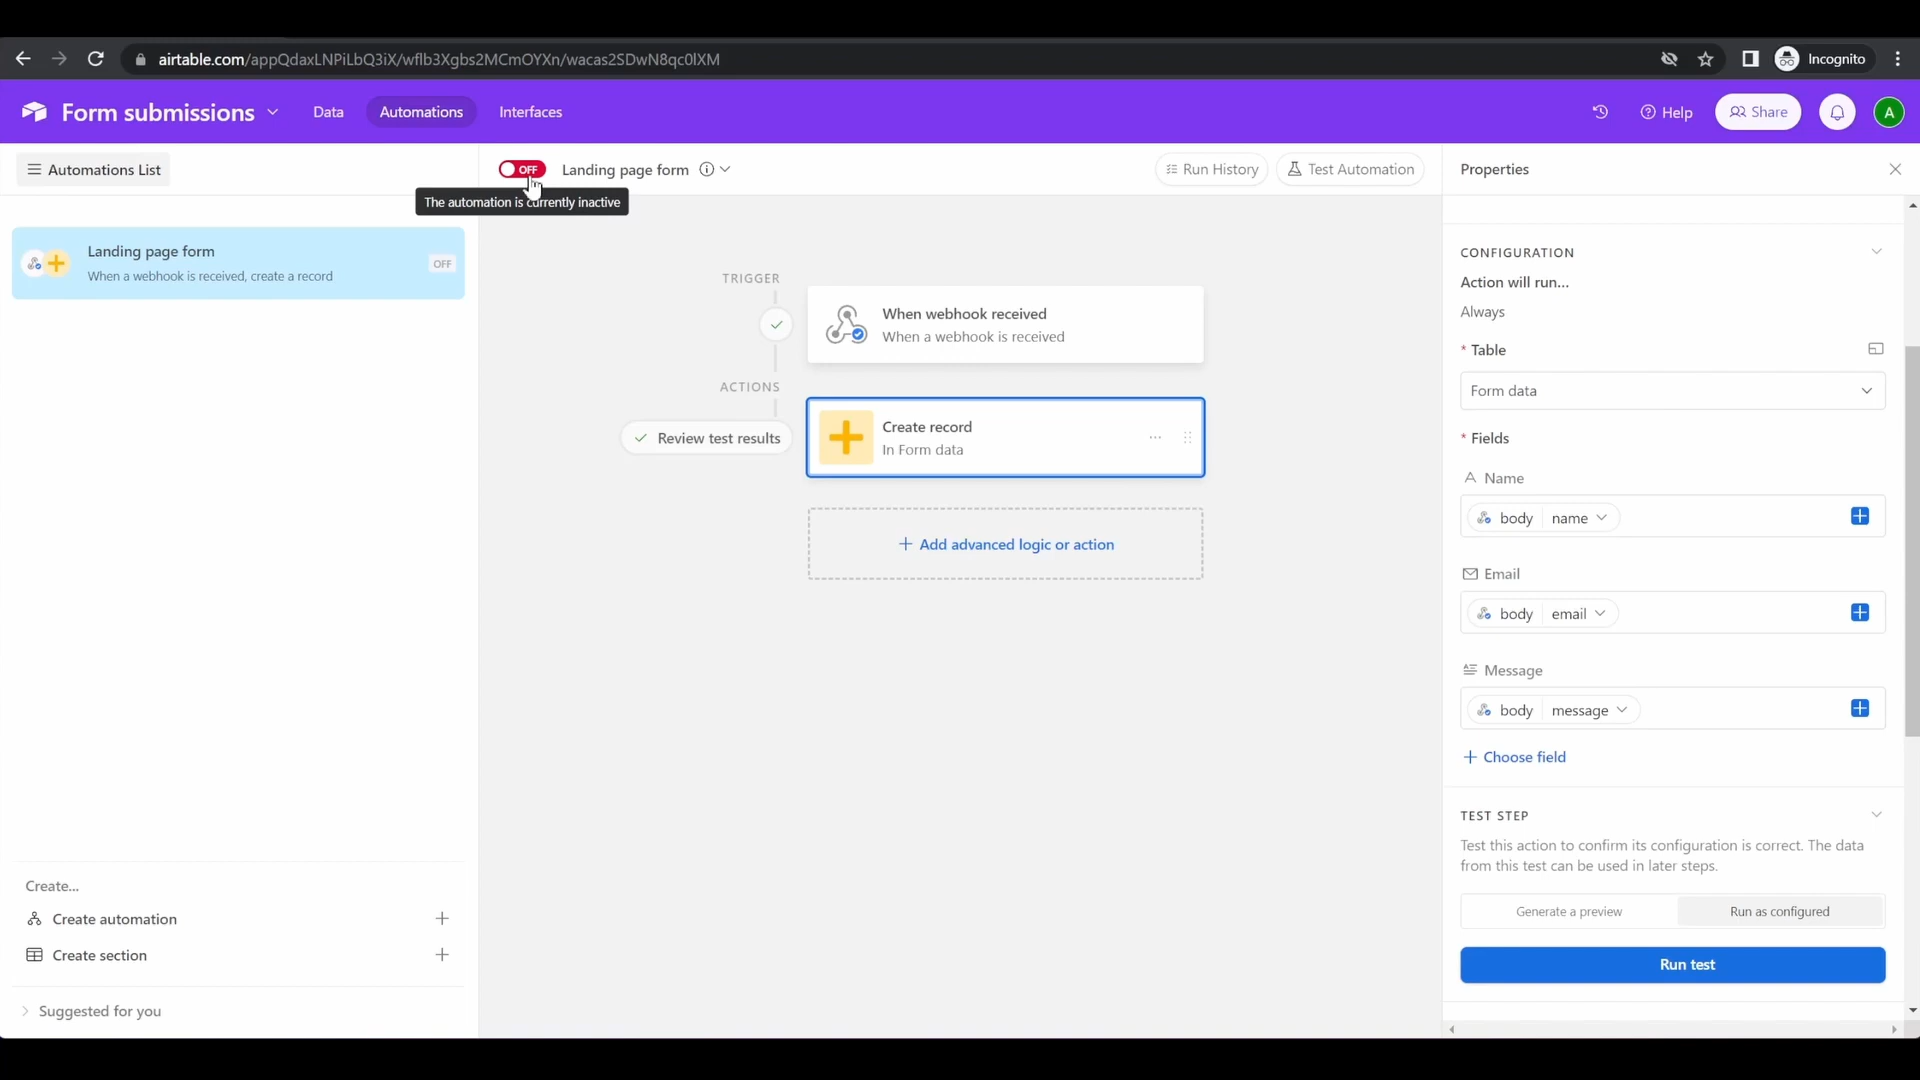 airtable.com/appQdaxLNPiLbQ3iX/wflb3Xgbs2MCmOYXn/wacas2SDwN8qc0lXM
Incognito
Form submissions
Data
Automations
Interfaces
Help
Share
A
Automations List
OFF
Landing page form
Run History
Test Automation
Properties
The automation is currently inactive
Landing page form
When a webhook is received, create a record
OFF
TRIGGER
When webhook received
When a webhook is received
ACTIONS
Review test results
Create record
In Form data
Add advanced logic or action
CONFIGURATION
Action will run...
Always
* Table
Form data
* Fields
Name
body name
Email
body email
Message
body message
Choose field
TEST STEP
Test this action to confirm its configuration is correct. The data
from this test can be used in later steps.
Generate a preview
Run as configured
Run test
Create...
Create automation
Create section
Suggested for you